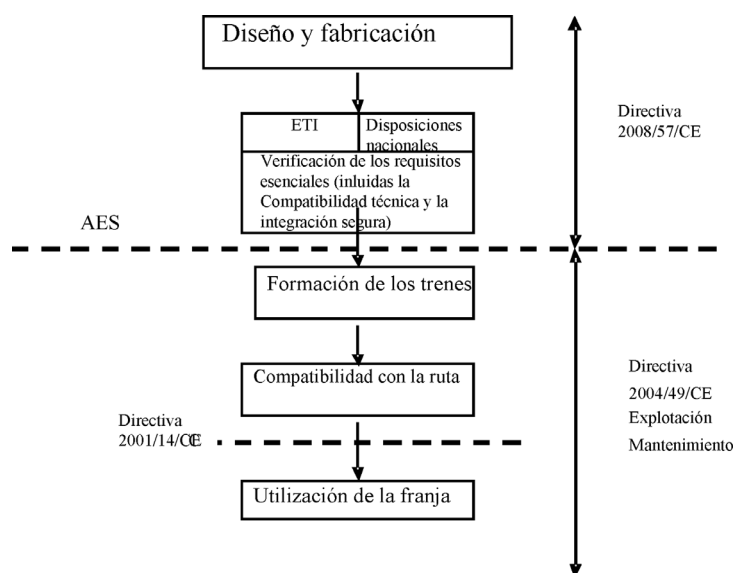 Diseño y fabricación
Directiva
2008/57/CE
ETI
Disposiciones
nacionales
Verificación de los requisitos
esenciales (inluidas la
Compatibilidad técnica y la
integración segura)
AES
Formación de los trenes
Compatibilidad con la ruta
Directiva
2004/49/CE
Explotación
Mantenimiento
Directiva
2001/14/CE
Utilización de la franja